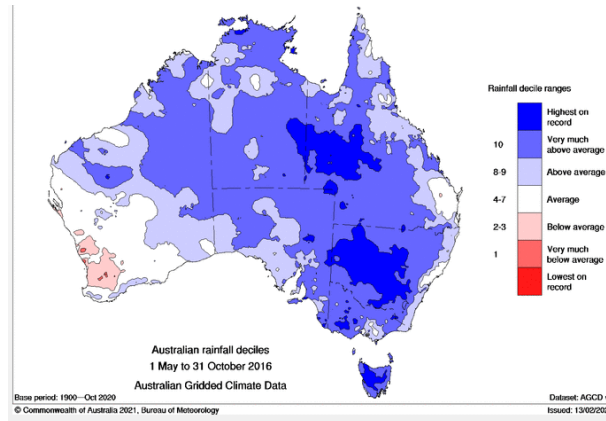 Rainfall decile ranges
Highest on
record
10
Very much
above average
8-9
Above average
4-7
Average
2-3
Below average
1
Very much
below average
Lowest on
record
Australian rainfall deciles
1 May to 31 October 2016
Australian Gridded Climate Data
Base period: 1900—Oct 2020
Dataset: AGCD
© Commonwealth of Australia 2021, Bureau of Meteorology
Issued: 13/02/202